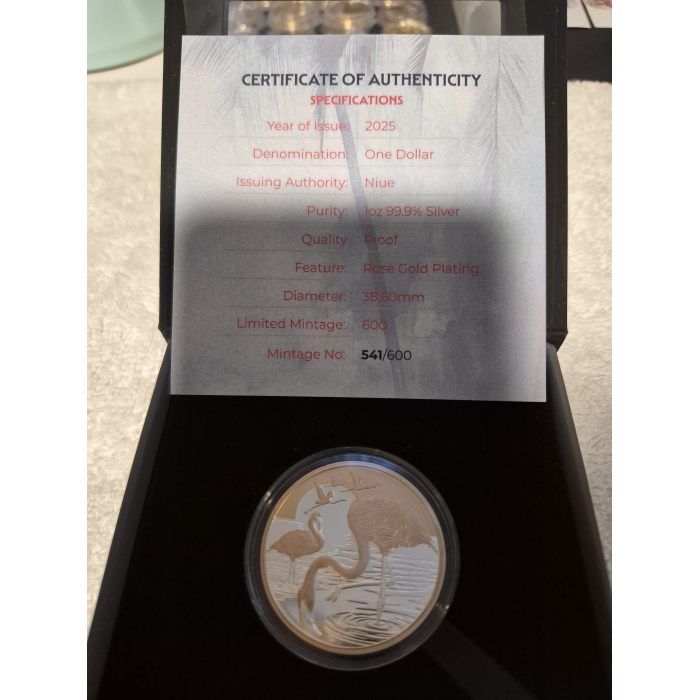 CERTIFICATE OF AUTHENTICITY
SPECIFICATIONS
Year of Issue: 2025
Denomination: One Dollar
Issuing Authority: Niue
Purity: 1oz 99.9% Silver
Quality Proof
Feature: Rose Gold Plating
Diameter: 38.60mm
Limited Mintage: 600
Mintage No: 541/600